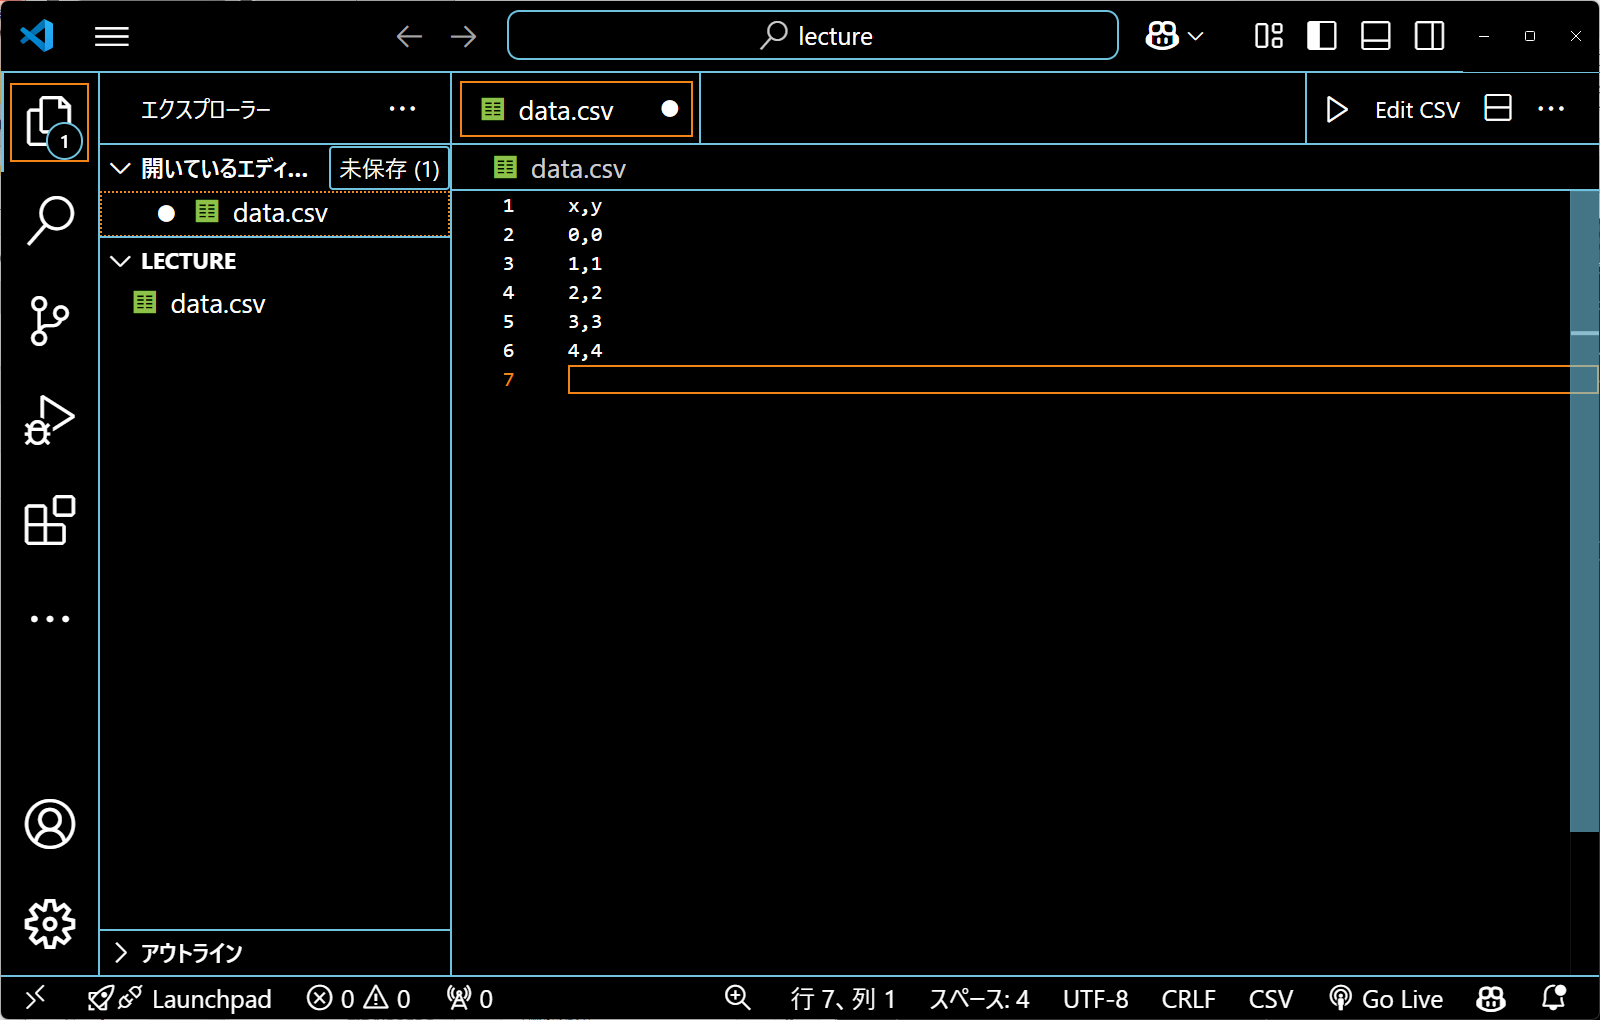 lecture
エクスプローラー
1
開いているエディ...
未保存 (1)
data.csv
LECTURE
data.csv
アウトライン
data.csv
Edit CSV
data.csv
1 x,y
2 0,0
3 1,1
4 2,2
5 3,3
6 4,4
7
Launchpad 0 0 0 行 7、列 1 スペース: 4 UTF-8 CRLF CSV Go Live